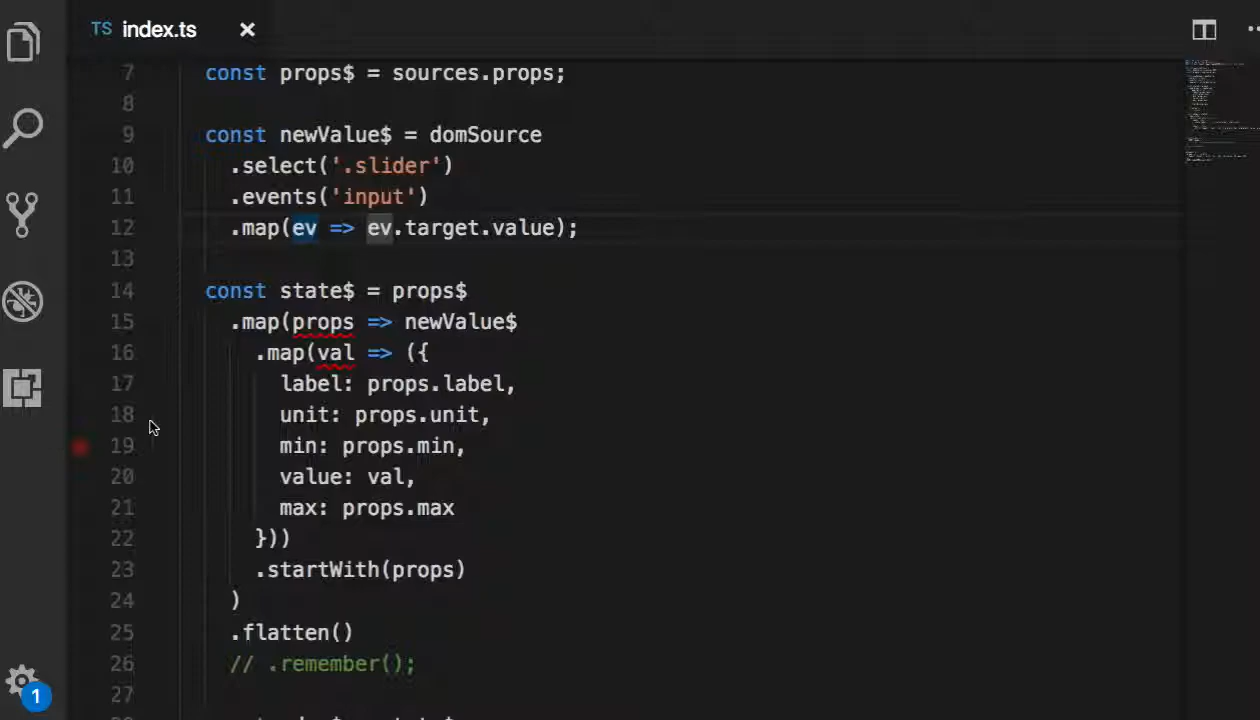 TS index.ts
7 const props$ = sources.props;
8
9 const newValue$ = domSource
10 .select('.slider')
11 .events('input')
12 .map(ev => ev.target.value);
13
14 const state$ = props$
15 .map(props => newValue$
16 .map(val => ({
17 label: props.label,
18 unit: props.unit,
19 min: props.min,
20 value: val,
21 max: props.max
22 }))
23 .startWith(props)
24 )
25 .flatten()
26 // .remember();
27
1